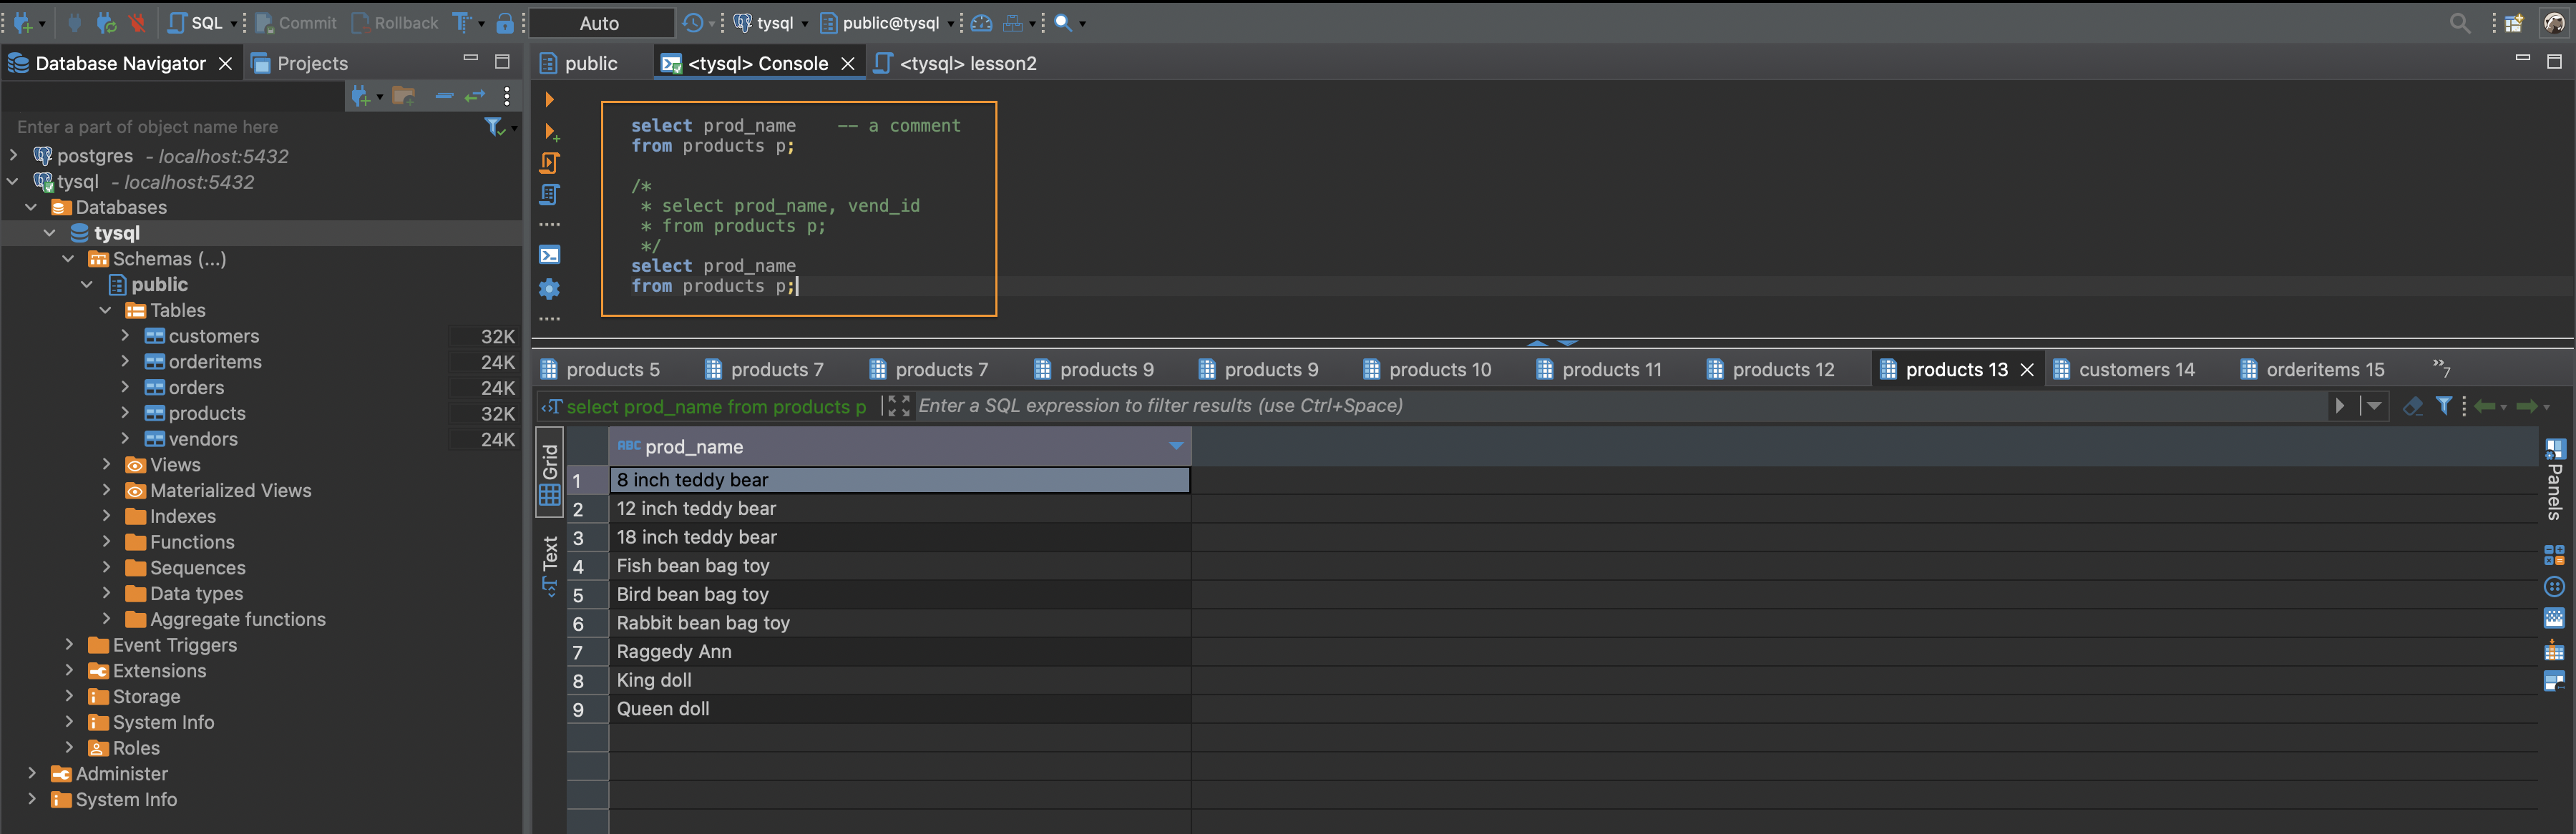 SQL
Commit
Rollback
Auto
tysql
public@tysql
Database Navigator
Projects
Enter a part of object name here
postgres - localhost:5432
tysql - localhost:5432
Databases
tysql
Schemas (...)
public
Tables
customers 32K
orderitems 24K
orders 24K
products 32K
vendors 24K
Views
Materialized Views
Indexes
Functions
Sequences
Data types
Aggregate functions
Event Triggers
Extensions
Storage
System Info
Roles
Administer
System Info
public
<tysql> Console
<tysql> lesson2
select prod_name    -- a comment
from products p;
/*
 * select prod_name, vend_id
 * from products p;
 */
select prod_name
from products p;
products 5
products 7
products 7
products 9
products 9
products 10
products 11
products 12
products 13
customers 14
orderitems 15
»7
select prod_name from products p
Enter a SQL expression to filter results (use Ctrl+Space)
Grid
Text
ABC prod_name
1 8 inch teddy bear
2 12 inch teddy bear
3 18 inch teddy bear
4 Fish bean bag toy
5 Bird bean bag toy
6 Rabbit bean bag toy
7 Raggedy Ann
8 King doll
9 Queen doll
Panels